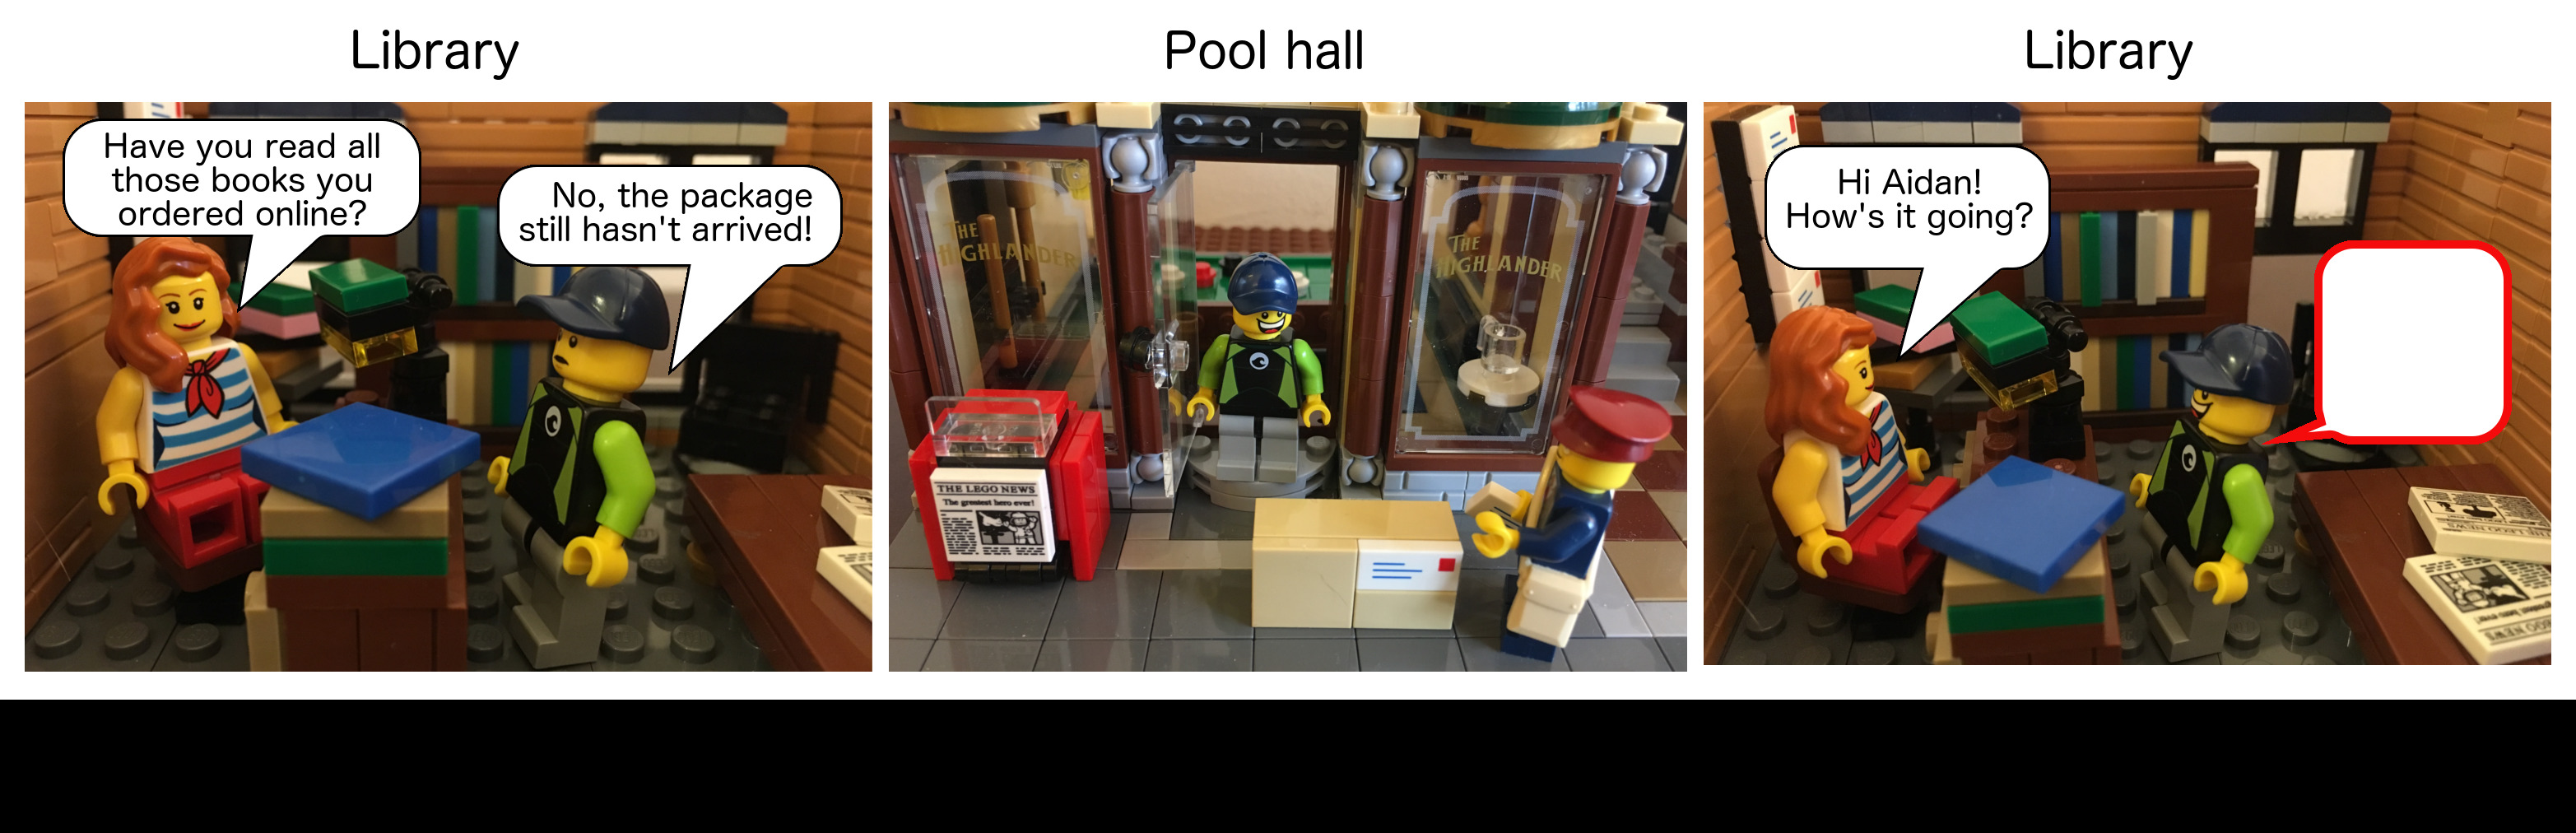 Library
Have you read all
those books you
ordered online?
No, the package
still hasn't arrived!
Pool hall
THE
HIGHLANDER
THE
HIGHLANDER
THE LEGO NEWS
The greatest hero ever!
Library
Hi Aidan!
How's it going?